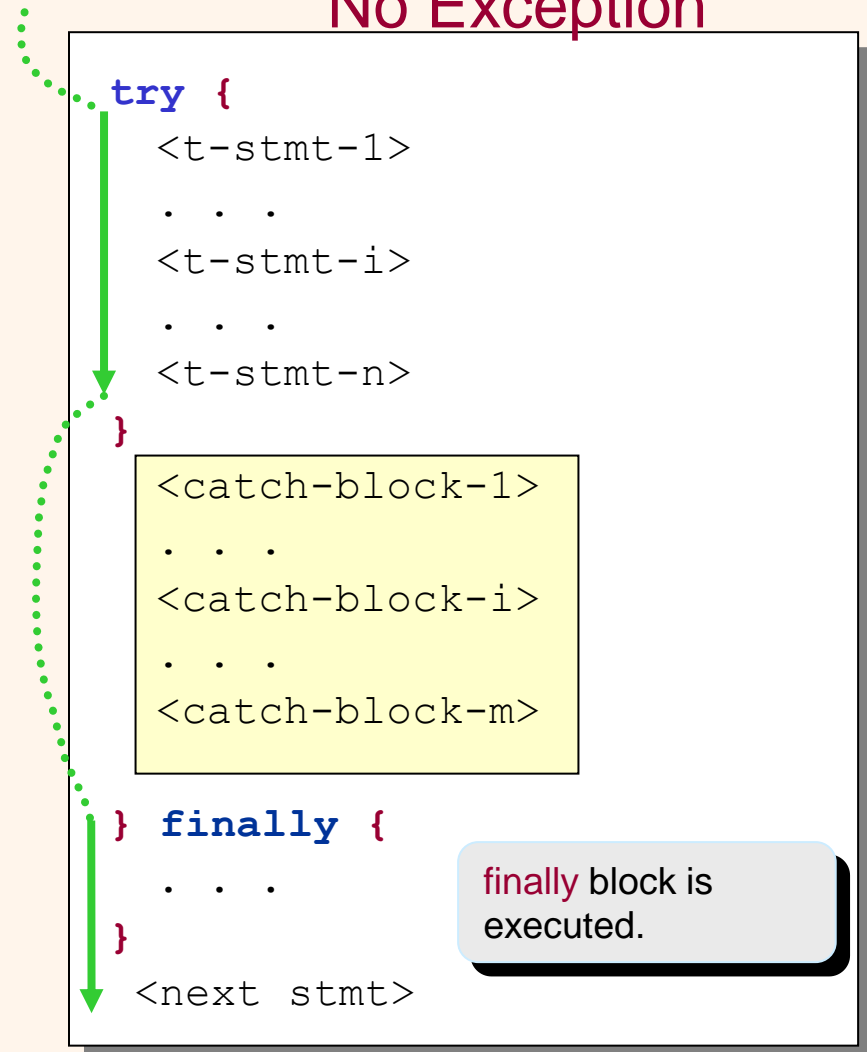 No Exception
try {
<t-stmt-1>
. . .
<t-stmt-i>
. . .
<t-stmt-n>
}
<catch-block-1>
. . .
<catch-block-i>
. . .
<catch-block-m>
} finally {
. . .
}
<next stmt>
finally block is
executed.